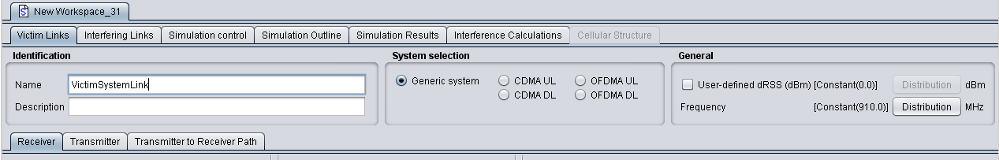 New Workspace_31
Victim Links Interfering Links Simulation control Simulation Outline Simulation Results Interference Calculations Cellular Structure
Identification System selection General
Name VictimSystemLink Generic system CDMA UL OFDMA UL User-defined dRSS (dBm) [Constant(0.0)] Distribution dBm
Description CDMA DL OFDMA DL Frequency [Constant(910.0)] Distribution MHz
Receiver Transmitter Transmitter to Receiver Path